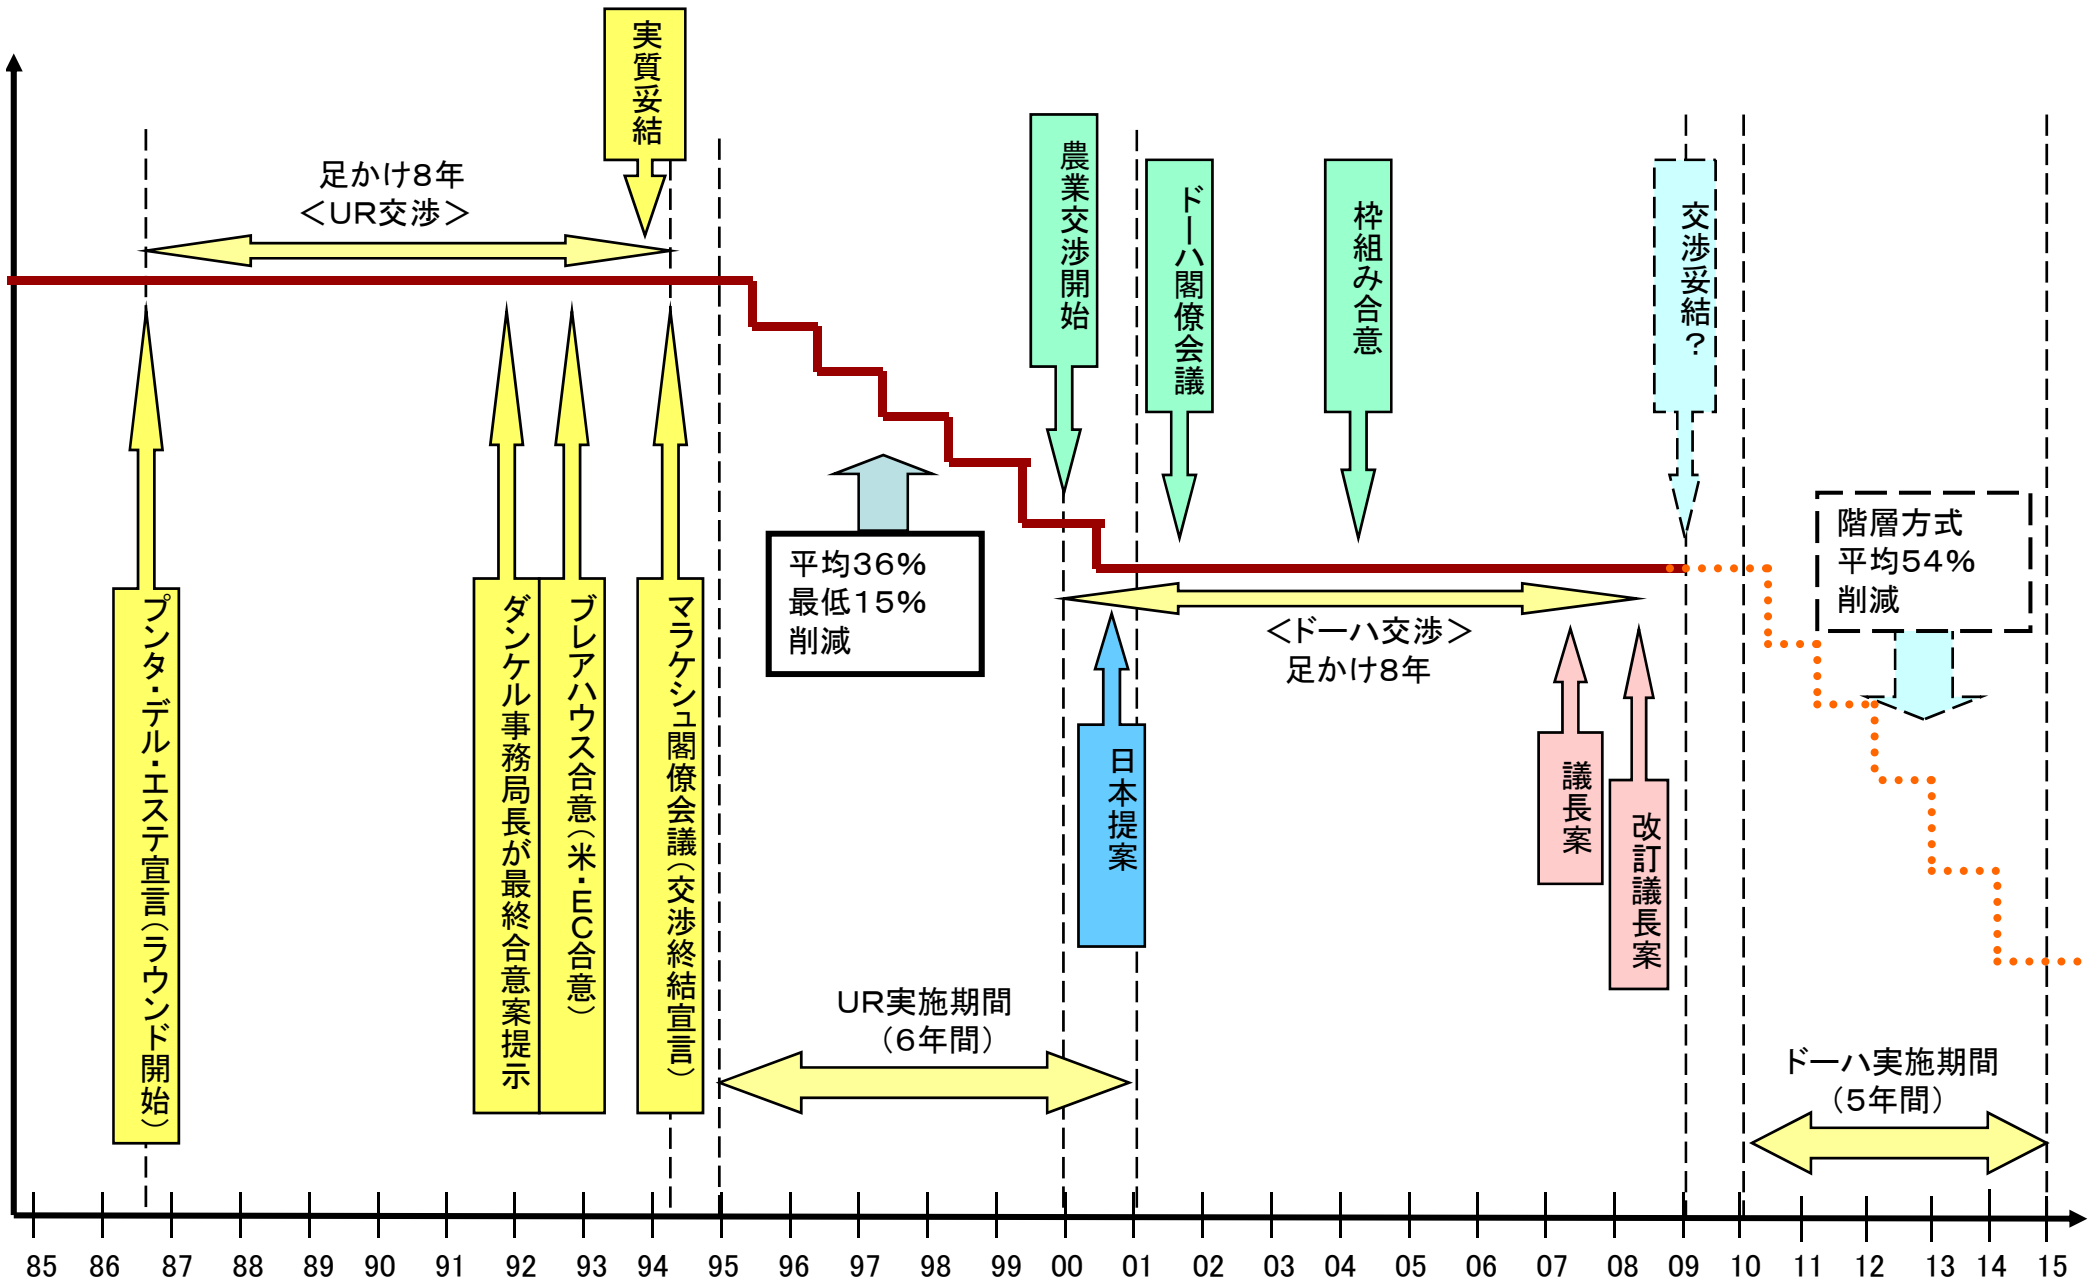 実質妥結
足かけ8年
＜UR交渉＞
農業交渉開始
ドーハ閣僚会議
枠組み合意
交渉妥結？
階層方式
平均54%
削減
平均36%
最低15%
削減
＜ドーハ交渉＞
足かけ8年
プンタ・デル・エステ宣言（ラウンド開始）
ダンケル事務局長が最終合意案提示
ブレアハウス合意（米・EC合意）
マラケシュ閣僚会議（交渉終結宣言）
日本提案
議長案
改訂議長案
UR実施期間
（6年間）
ドーハ実施期間
（5年間）
85 86 87 88 89 90 91 92 93 94 95 96 97 98 99 00 01 02 03 04 05 06 07 08 09 10 11 12 13 14 15